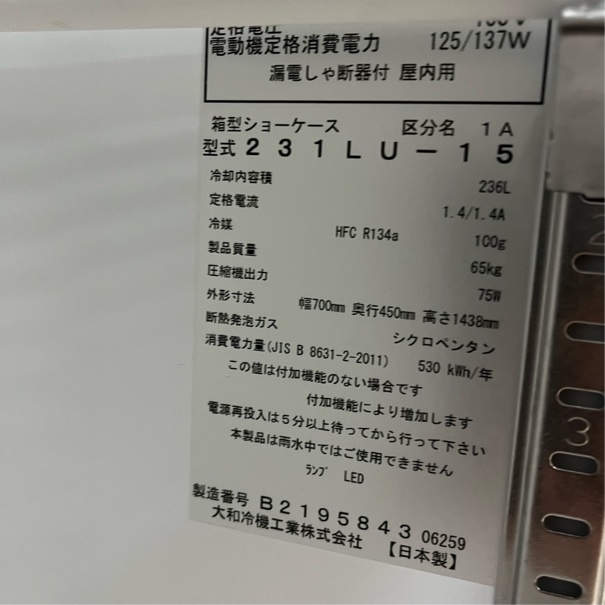 定格電圧 100V
電動機定格消費電力 125/137W
漏電しゃ断器付 屋内用
箱型ショーケース 区分名 1A
型式 231LU-15
冷却内容積 236L
定格電流 1.4/1.4A
冷媒 HFC R134a 100g
製品質量 65kg
圧縮機出力 75W
外形寸法 幅700mm 奥行450mm 高さ1438mm
断熱発泡ガス シクロペンタン
消費電力量(JIS B 8631-2-2011) 530 kWh/年
この値は付加機能のない場合です
付加機能により増加します
電源再投入は5分以上待ってから行って下さい
本製品は雨水中ではご使用できません
ﾗﾝﾌﾟ LED
製造番号 B2195843 06259
大和冷機工業株式会社 【日本製】
2
3